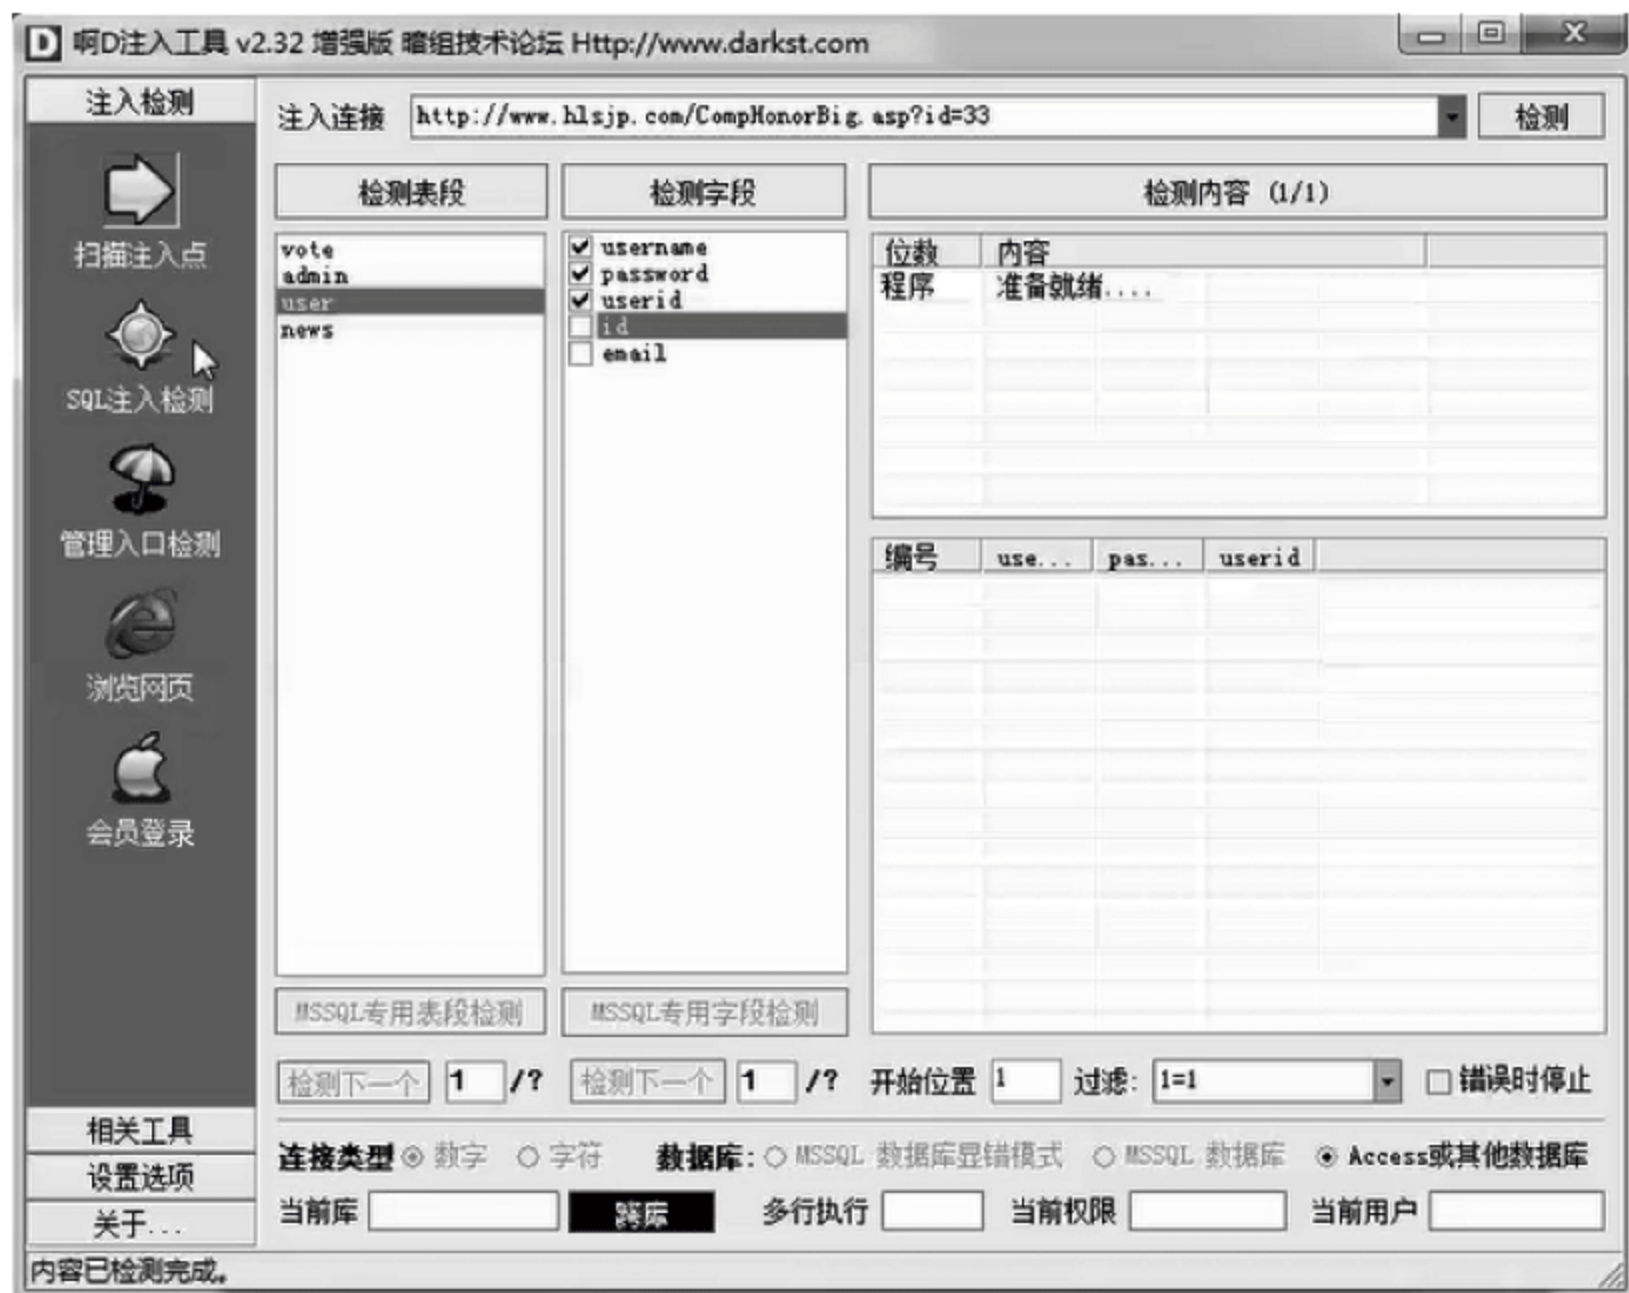 啊D注入工具 v2.32 增强版 暗组技术论坛 Http://www.darkst.com
注入检测
注入连接 http://www.hlsjp.com/CompHonorBig.asp?id=33 检测
扫描注入点
SQL注入检测
管理入口检测
浏览网页
会员登录
相关工具
设置选项
关于...
检测表段
vote
admin
user
news
MSSQL专用表段检测
检测下一个 1 /?
检测字段
username
password
userid
id
email
MSSQL专用字段检测
检测下一个 1 /?
检测内容 (1/1)
位数 内容
程序 准备就绪....
编号 use... pas... userid
开始位置 1 过滤: 1=1 错误时停止
连接类型 数字 字符 数据库: MSSQL 数据库显错模式 MSSQL 数据库 Access或其他数据库
当前库 跨库 多行执行 当前权限 当前用户
内容已检测完成。